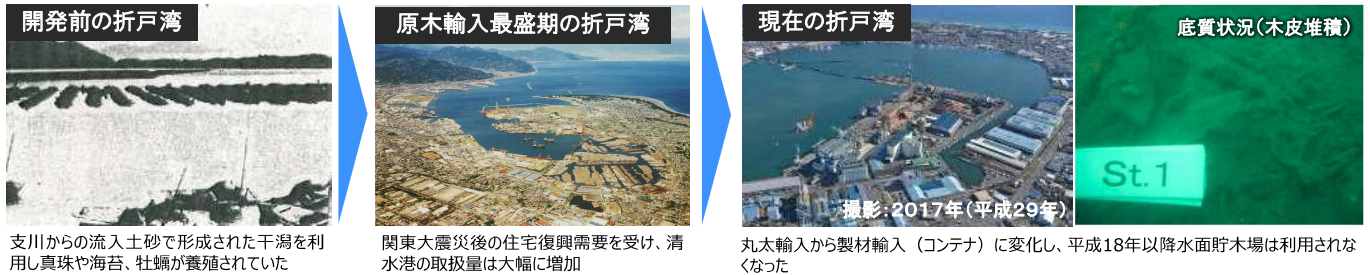 開発前の折戸湾
支川からの流入土砂で形成された干潟を利
用し真珠や海苔、牡蠣が養殖されていた
原木輸入最盛期の折戸湾
関東大震災後の住宅復興需要を受け、清
水港の取扱量は大幅に増加
現在の折戸湾
撮影：2017年(平成29年)
底質状況(木皮堆積)
St.1
丸太輸入から製材輸入（コンテナ）に変化し、平成18年以降水面貯木場は利用されな
くなった